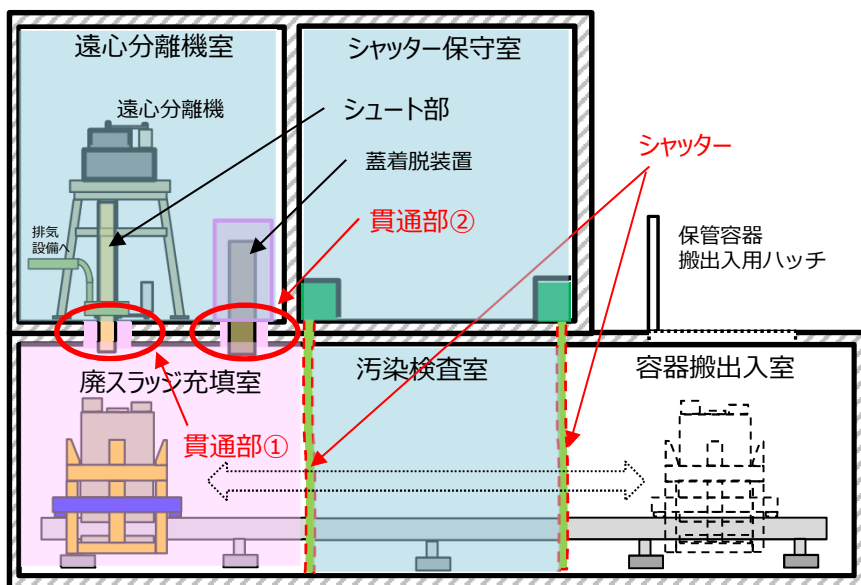 遠心分離機室
シャッター保守室
遠心分離機
シュート部
シャッター
蓋着脱装置
貫通部②
排気
設備へ
保管容器
搬出入用ハッチ
廃スラッジ充填室
汚染検査室
容器搬出入室
貫通部①